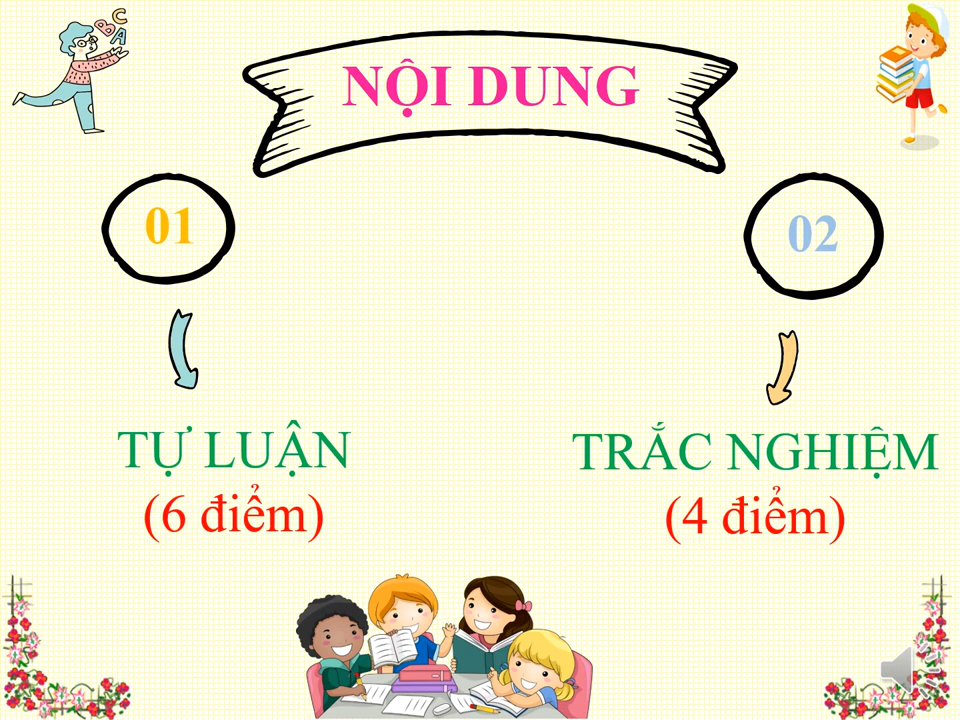 B C
A
NỘI DUNG
01
02
TỰ LUẬN
(6 điểm)
TRẮC NGHIỆM
(4 điểm)